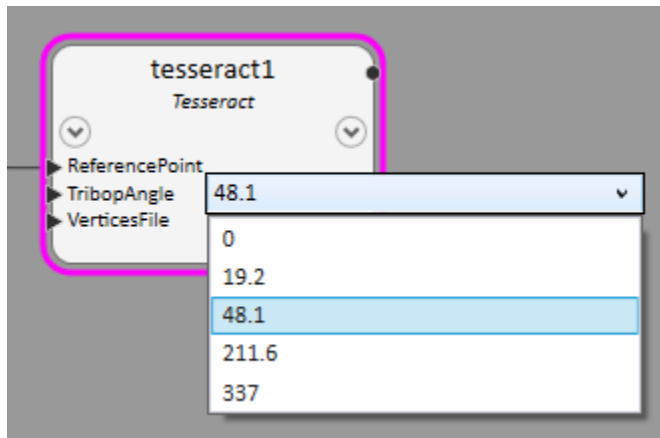 tesseract1
Tesseract
ReferencePoint
TribopAngle 48.1
VerticesFile
0
19.2
48.1
211.6
337